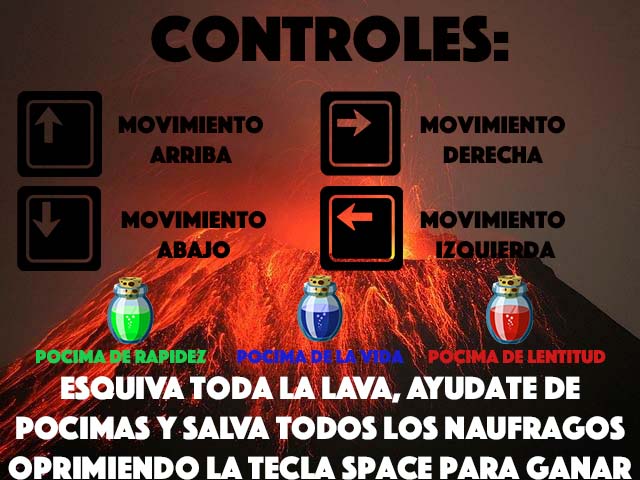 CONTROLES:
MOVIMIENTO
ARRIBA
MOVIMIENTO
DERECHA
MOVIMIENTO
ABAJO
MOVIMIENTO
IZQUIERDA
POCIMA DE RAPIDEZ
POCIMA DE LA VIDA
POCIMA DE LENTITUD
ESQUIVA TODA LA LAVA, AYUDATE DE
POCIMAS Y SALVA TODOS LOS NAUFRAGOS
OPRIMIENDO LA TECLA SPACE PARA GANAR